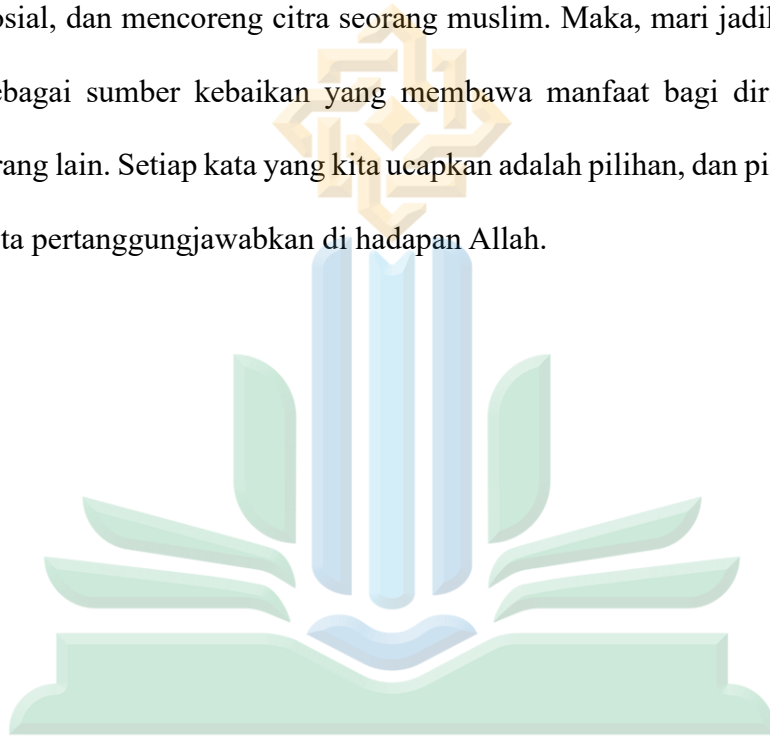 osial, dan mencoreng citra seorang muslim. Maka, mari jadil
ebagai sumber kebaikan yang membawa manfaat bagi dir
rang lain. Setiap kata yang kita ucapkan adalah pilihan, dan pi
ta pertanggungjawabkan di hadapan Allah.